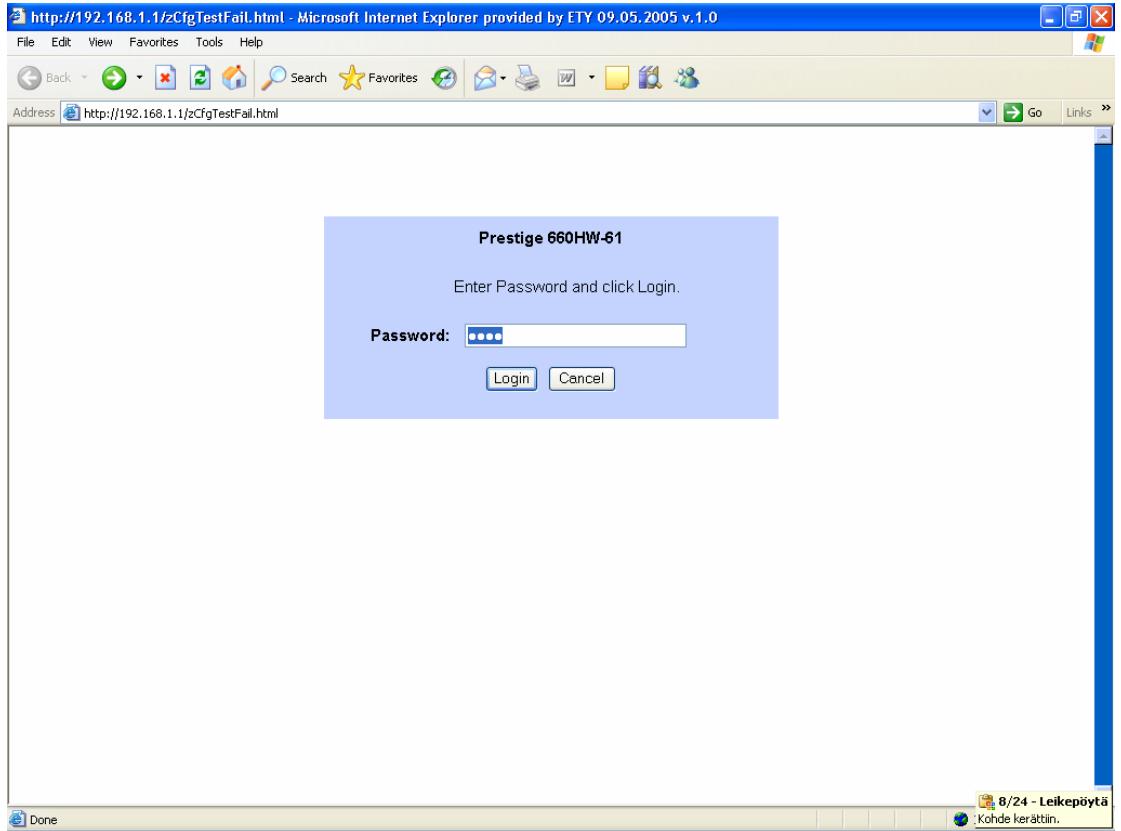 http://192.168.1.1/zCfgTestFail.html - Microsoft Internet Explorer provided by ETY 09.05.2005 v.1.0
File Edit View Favorites Tools Help
Back Search Favorites
Address http://192.168.1.1/zCfgTestFail.html Go Links »
Prestige 660HW-61
Enter Password and click Login.
Password: ••••
Login Cancel
8/24 - Leikepöytä
Kohde kerättiin.
Done